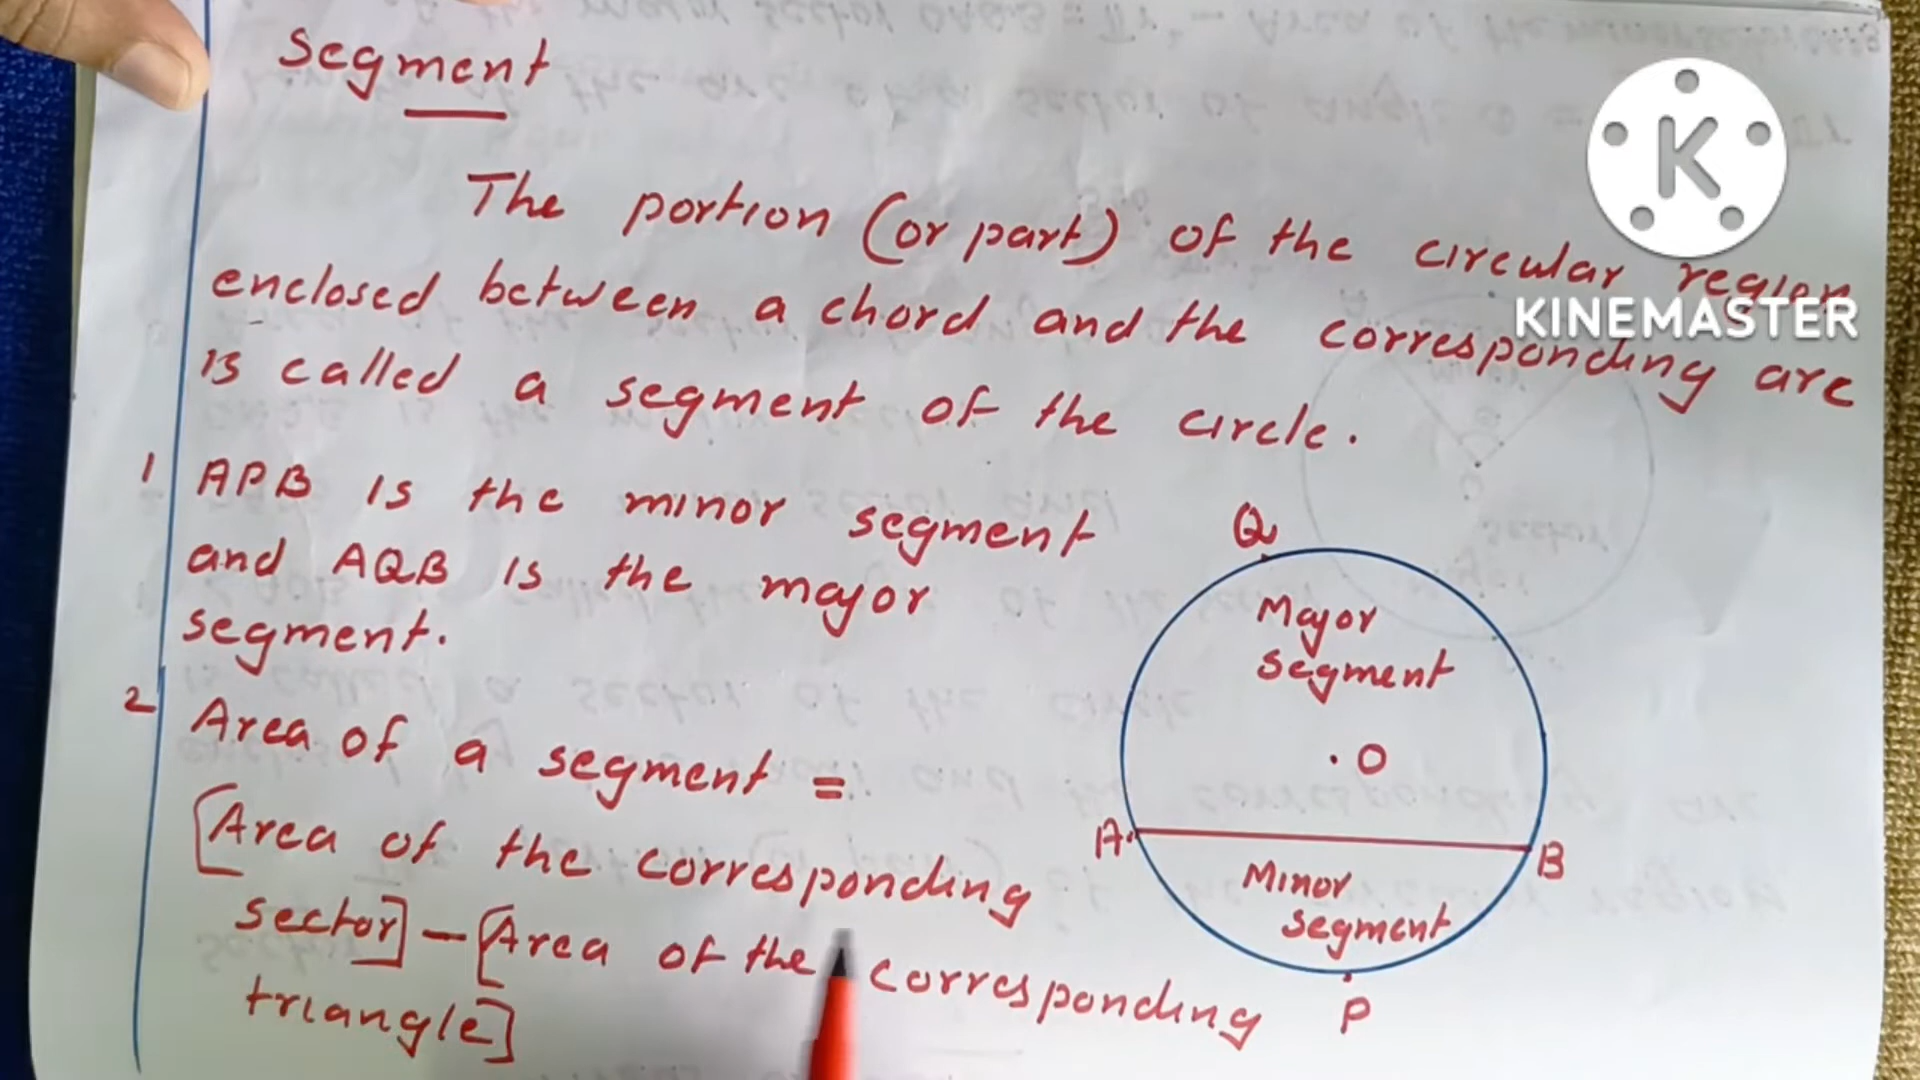 Segment
The portion (or part) of the circular region
enclosed between a chord and the corresponding arc
is called a segment of the circle.
1 APB is the minor segment
and AQB is the major
segment.
2 Area of a segment =
[Area of the corresponding
sector] - [Area of the corresponding
triangle]
Q
Major
segment
. O
A
B
Minor
segment
P
K
KINEMASTER